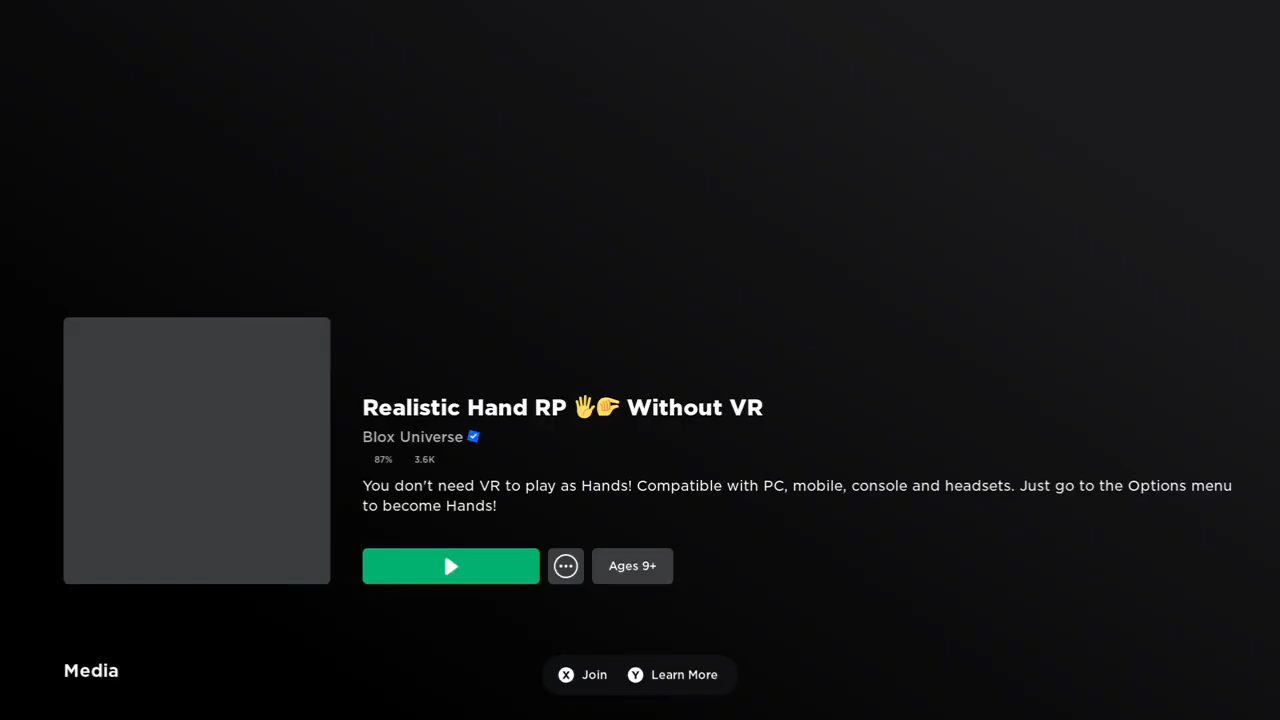 Realistic Hand RP 🖐️🫳 Without VR
Blox Universe
87% 3.6K
You don't need VR to play as Hands! Compatible with PC, mobile, console and headsets. Just go to the Options menu
to become Hands!
Ages 9+
Media
X Join Y Learn More